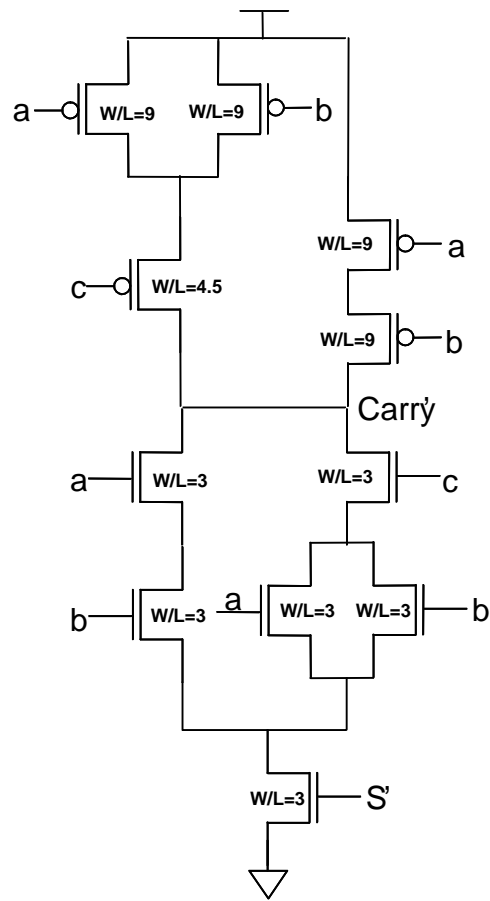 a W/L=9 W/L=9 b
W/L=9 a
c W/L=4.5
W/L=9 b
Carry'
a W/L=3 W/L=3 c
b W/L=3 a W/L=3 W/L=3 b
W/L=3 S'